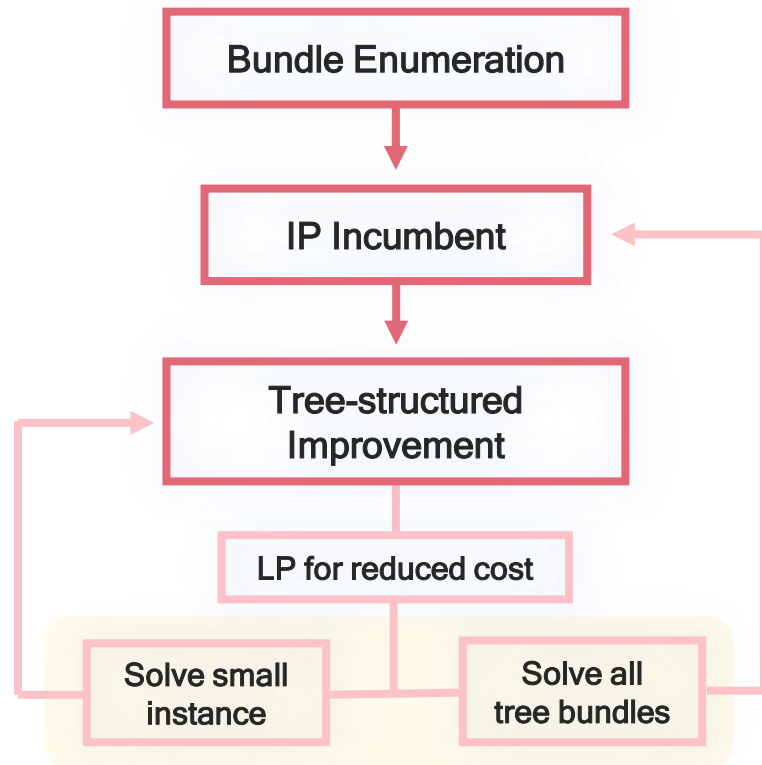 Bundle Enumeration
IP Incumbent
Tree-structured
Improvement
LP for reduced cost
Solve small
instance
Solve all
tree bundles